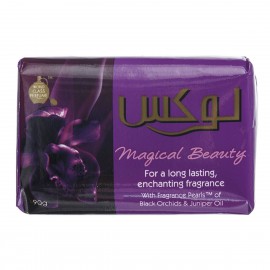 لوكس
Magical Beauty
For a long lasting,
enchanting fragrance
With Fragrance Pearls™ of
Black Orchids & Juniper Oil
90g